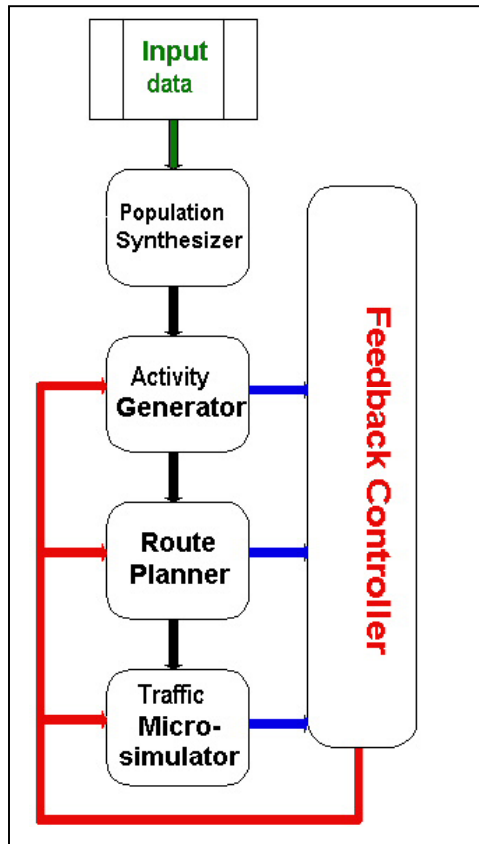 Input
data
Population
Synthesizer
Activity
Generator
Route
Planner
Traffic
Micro-
simulator
Feedback Controller